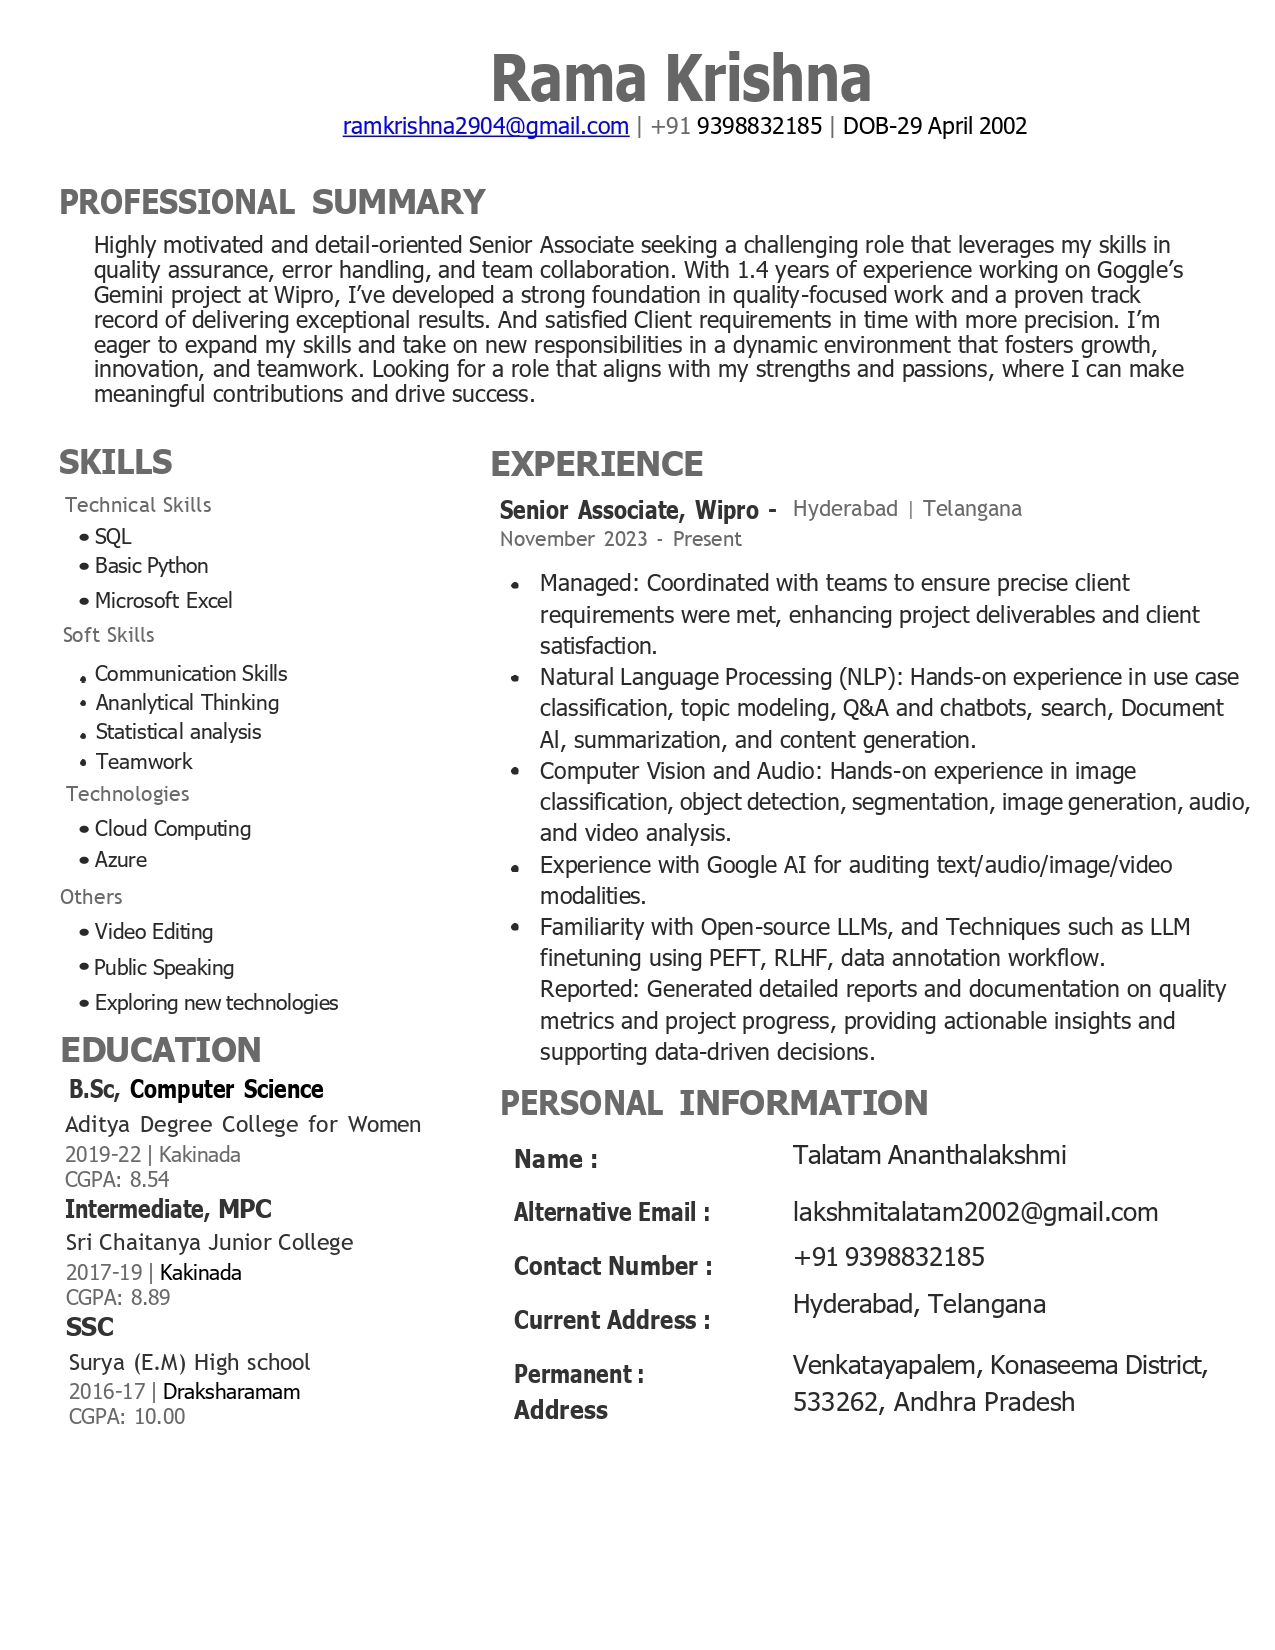 Rama Krishna
ramkrishna2904@gmail.com | +91 9398832185 | DOB-29 April 2002
PROFESSIONAL SUMMARY
Highly motivated and detail-oriented Senior Associate seeking a challenging role that leverages my skills in
quality assurance, error handling, and team collaboration. With 1.4 years of experience working on Goggle’s
Gemini project at Wipro, I’ve developed a strong foundation in quality-focused work and a proven track
record of delivering exceptional results. And satisfied Client requirements in time with more precision. I’m
eager to expand my skills and take on new responsibilities in a dynamic environment that fosters growth,
innovation, and teamwork. Looking for a role that aligns with my strengths and passions, where I can make
meaningful contributions and drive success.
SKILLS
Technical Skills
• SQL
• Basic Python
• Microsoft Excel
Soft Skills
• Communication Skills
• Ananlytical Thinking
• Statistical analysis
• Teamwork
Technologies
• Cloud Computing
• Azure
Others
• Video Editing
• Public Speaking
• Exploring new technologies
EDUCATION
B.Sc, Computer Science
Aditya Degree College for Women
2019-22 | Kakinada
CGPA: 8.54
Intermediate, MPC
Sri Chaitanya Junior College
2017-19 | Kakinada
CGPA: 8.89
SSC
Surya (E.M) High school
2016-17 | Draksharamam
CGPA: 10.00
EXPERIENCE
Senior Associate, Wipro - Hyderabad | Telangana
November 2023 - Present
• Managed: Coordinated with teams to ensure precise client
requirements were met, enhancing project deliverables and client
satisfaction.
• Natural Language Processing (NLP): Hands-on experience in use case
classification, topic modeling, Q&A and chatbots, search, Document
Al, summarization, and content generation.
• Computer Vision and Audio: Hands-on experience in image
classification, object detection, segmentation, image generation, audio,
and video analysis.
• Experience with Google AI for auditing text/audio/image/video
modalities.
• Familiarity with Open-source LLMs, and Techniques such as LLM
finetuning using PEFT, RLHF, data annotation workflow.
Reported: Generated detailed reports and documentation on quality
metrics and project progress, providing actionable insights and
supporting data-driven decisions.
PERSONAL INFORMATION
Name : Talatam Ananthalakshmi
Alternative Email : lakshmitalatam2002@gmail.com
Contact Number : +91 9398832185
Current Address : Hyderabad, Telangana
Permanent : Venkatayapalem, Konaseema District,
Address 533262, Andhra Pradesh